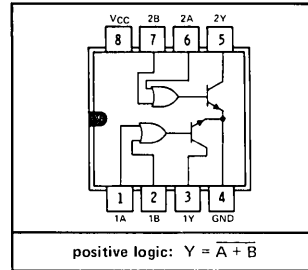 VCC 2B 2A 2Y
8 7 6 5
1 2 3 4
1A 1B 1Y GND
positive logic: Y = A + B